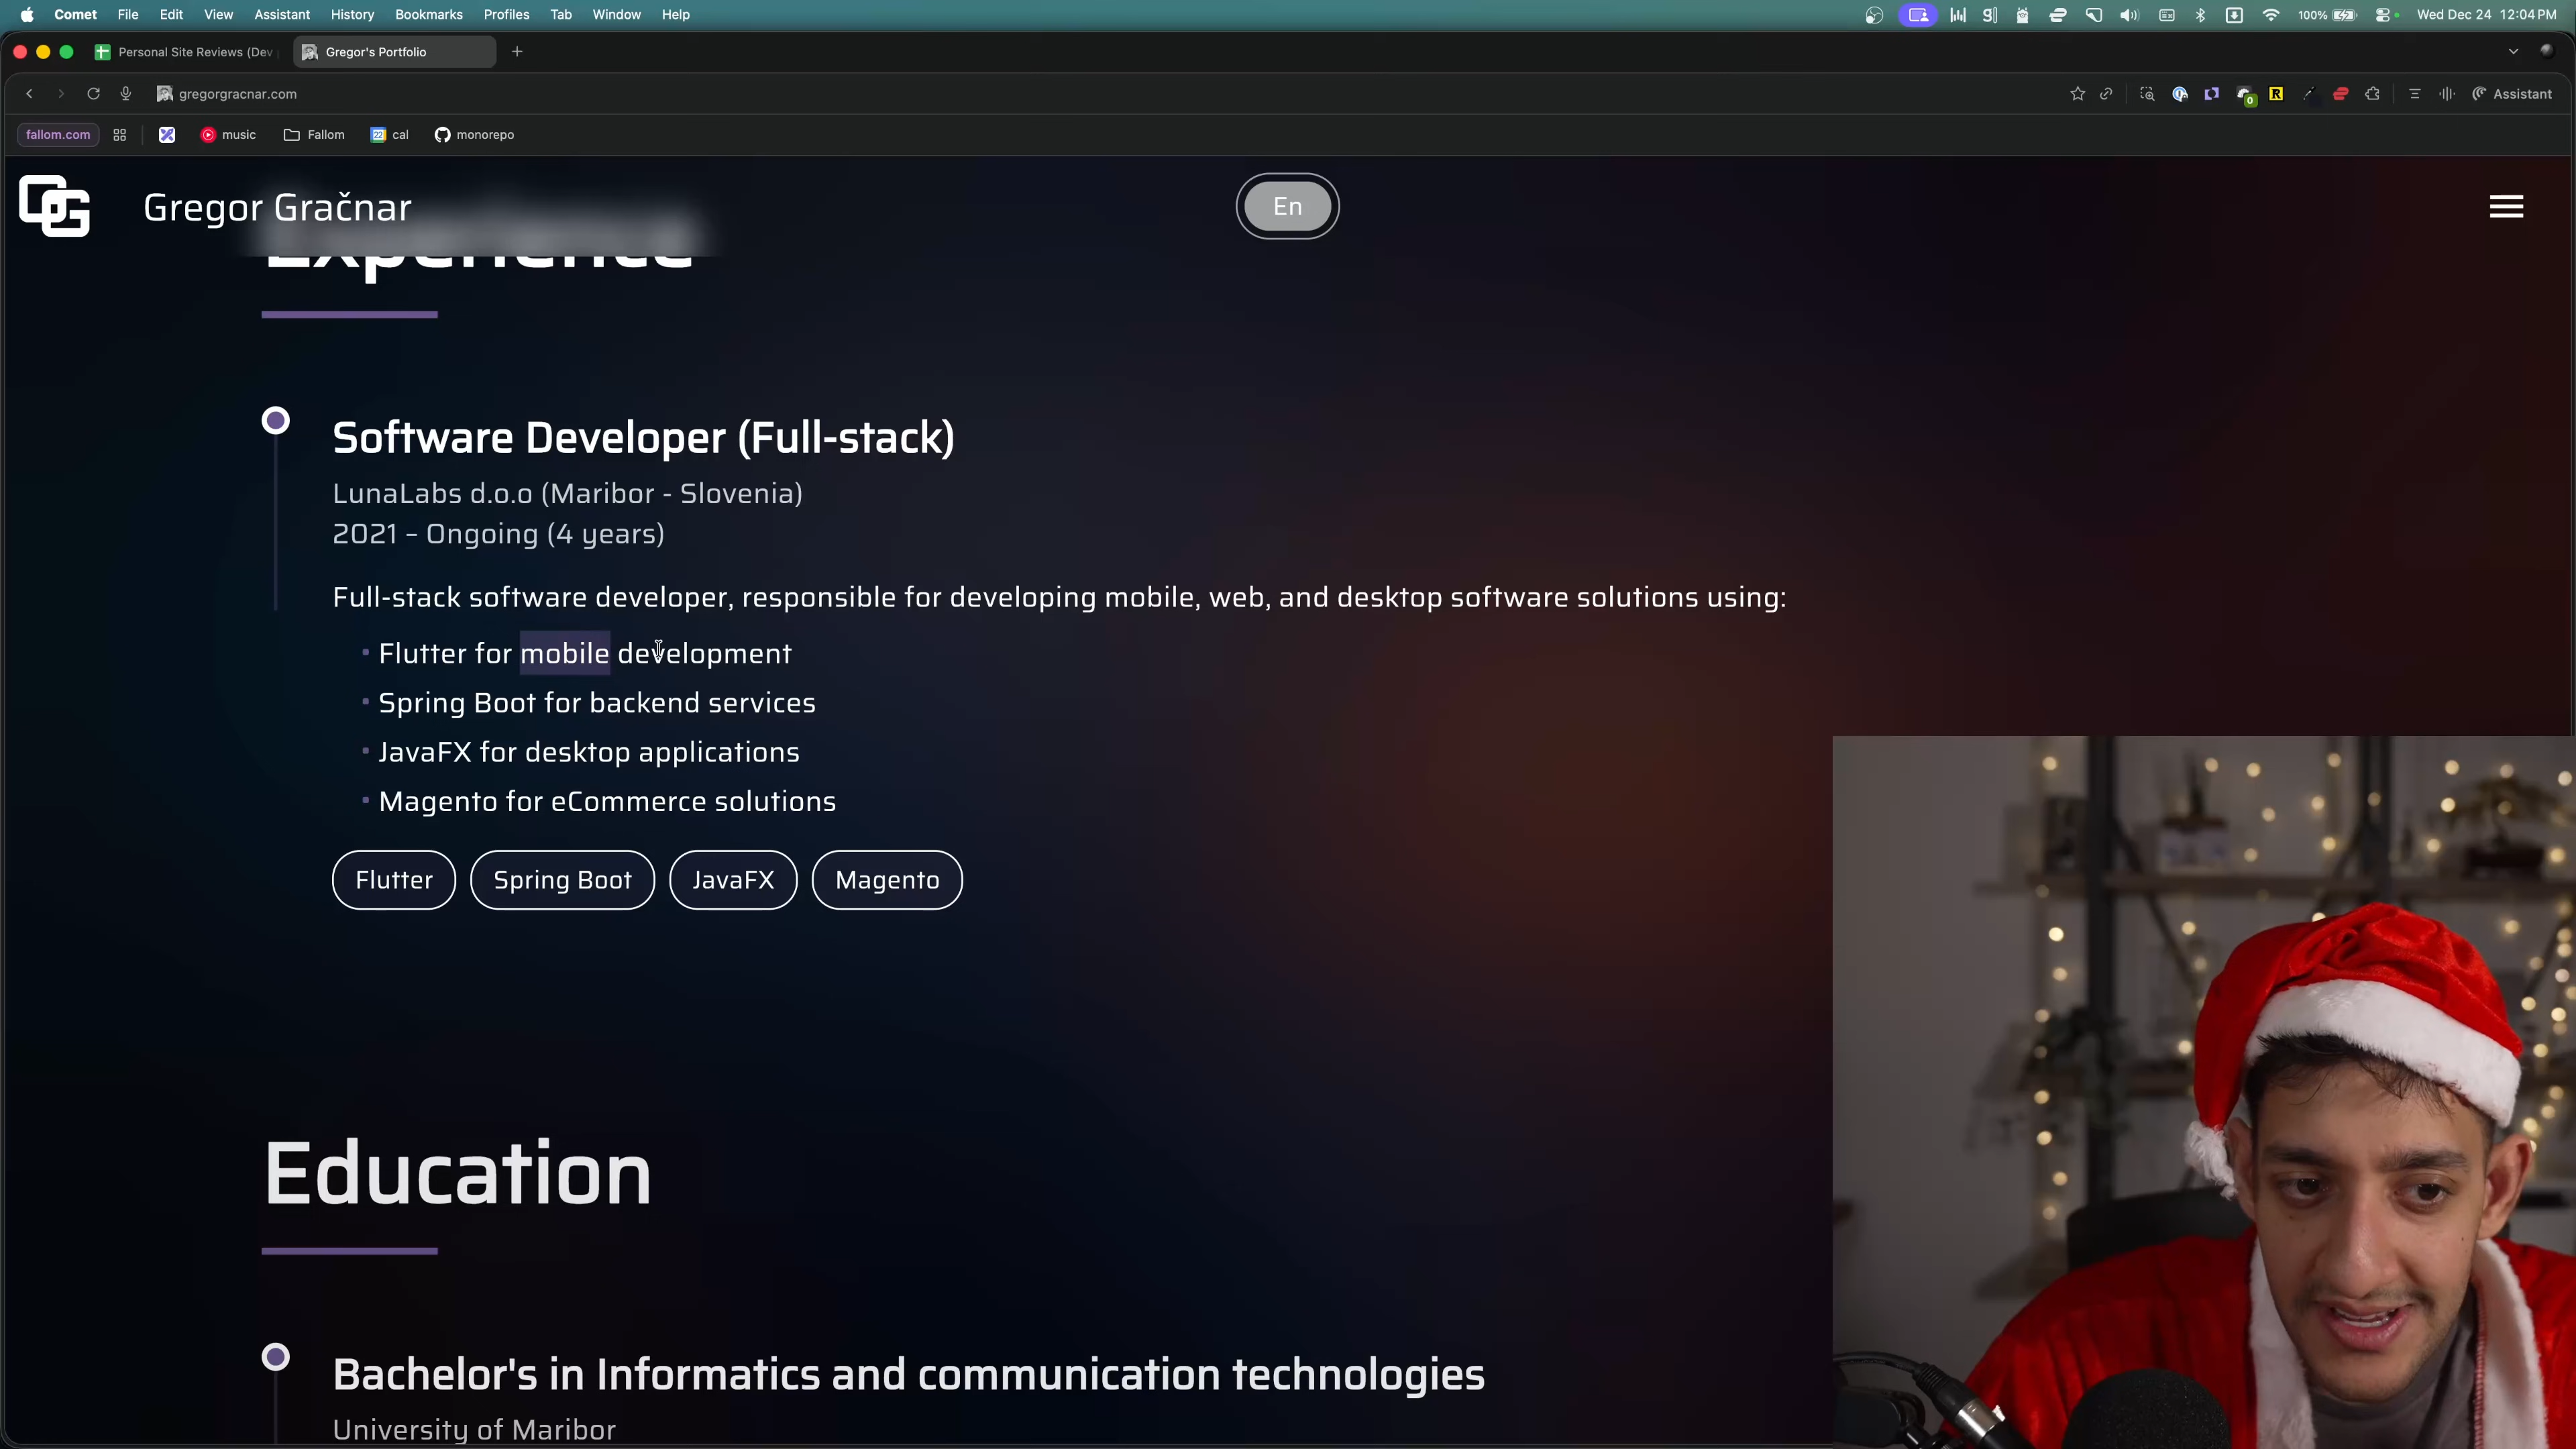 Comet File Edit View Assistant History Bookmarks Profiles Tab Window Help 100% Wed Dec 24 12:04 PM
Personal Site Reviews (Dev Gregor's Portfolio
gregorgracnar.com Assistant
fallom.com music Fallom cal monorepo
Gregor Gračnar En
Experience
Software Developer (Full-stack)
LunaLabs d.o.o (Maribor - Slovenia)
2021 – Ongoing (4 years)
Full-stack software developer, responsible for developing mobile, web, and desktop software solutions using:
Flutter for mobile development
Spring Boot for backend services
JavaFX for desktop applications
Magento for eCommerce solutions
Flutter Spring Boot JavaFX Magento
Education
Bachelor's in Informatics and communication technologies
University of Maribor